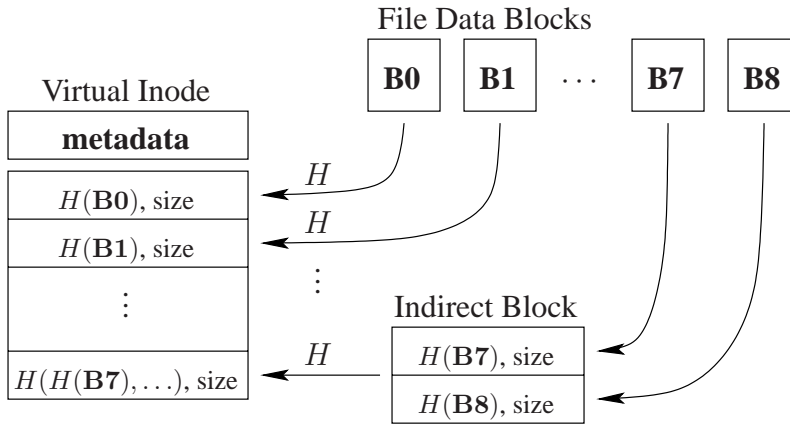 File Data Blocks
B0 B1 ⋯ B7 B8
Virtual Inode
metadata
H
H(B0), size
H
H(B1), size
⋮
⋮
Indirect Block
H(B7), size
H
H(H(B7),...), size
H(B8), size